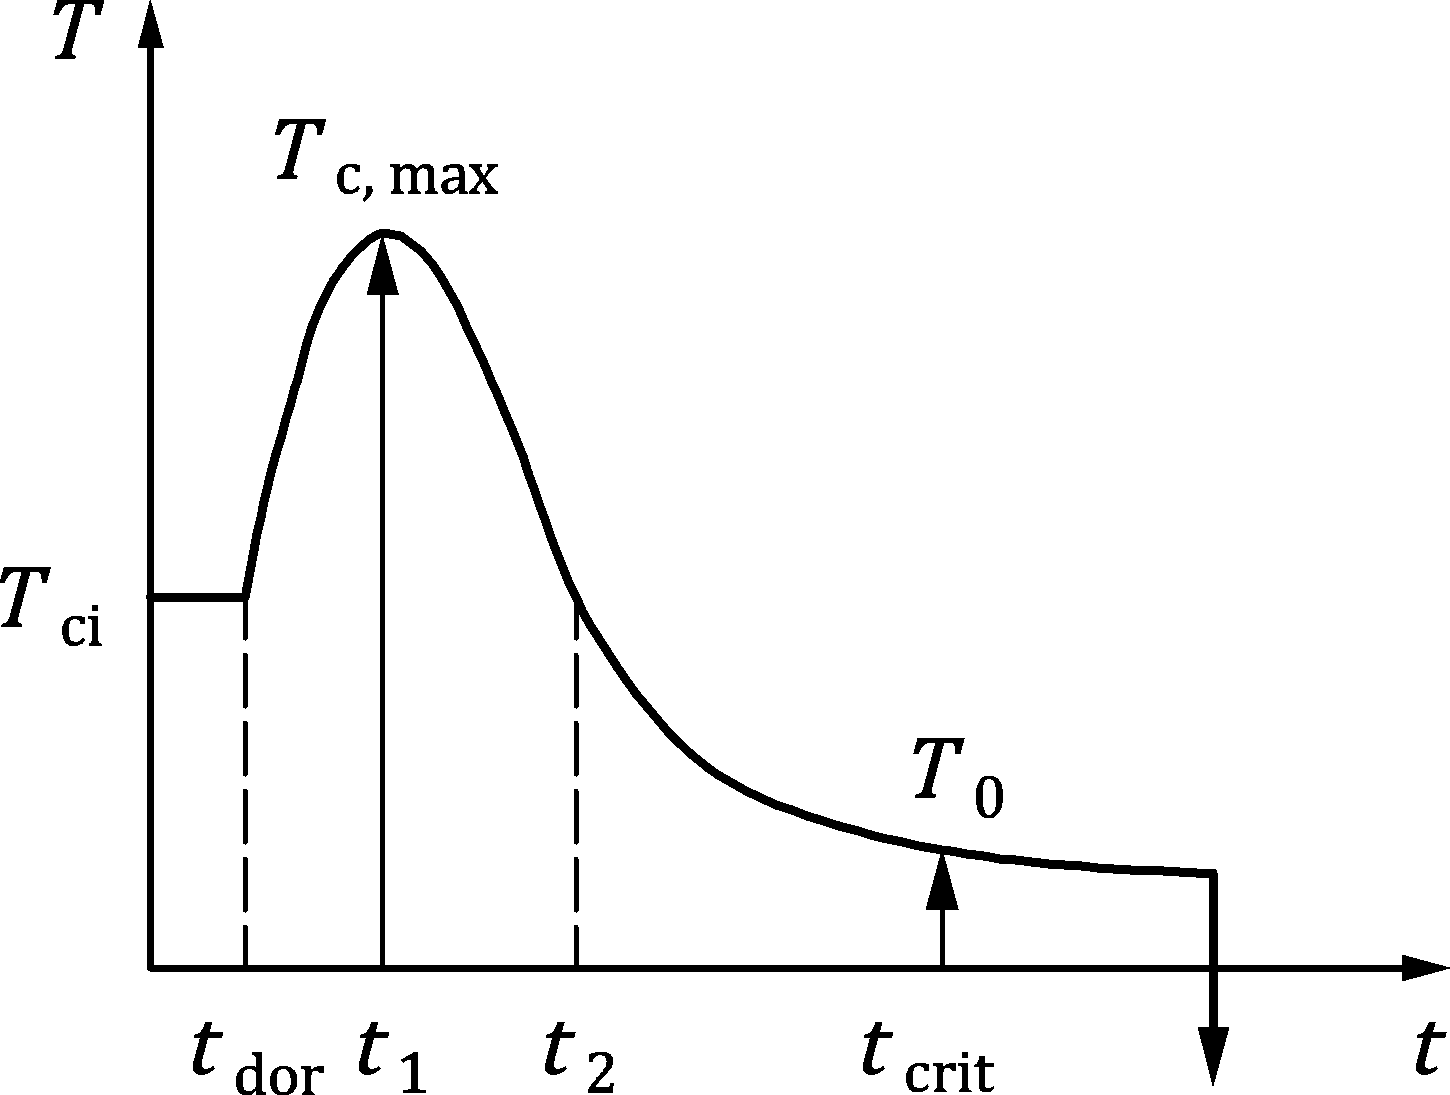 T
T c, max
T ci
T 0
t dor t 1 t 2 t crit t